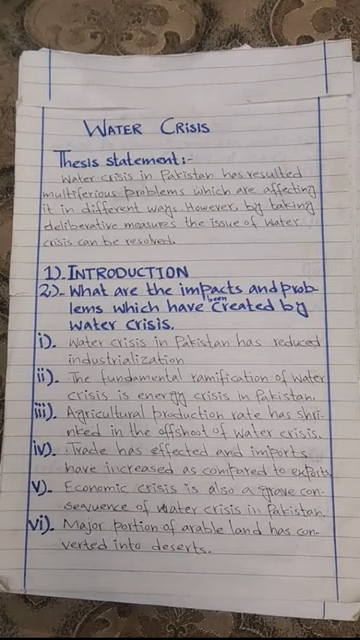 WATER CRISIS
Thesis statement:-
Water crisis in Pakistan has resulted
multiferious problems which are affecting
it in different ways. However, by taking
deliberative measures the issue of water
crisis can be resolved.
1). INTRODUCTION
2).- What are the impacts and prob-
lems which have been created by
water crisis.
i). Water crisis in Pakistan has reduced
industrialization
ii). The fundamental ramification of water
crisis is energy crisis in Pakistan.
iii). Agricultural production rate has shri-
nked in the offshoot of water crisis.
iv). Trade has effected and imports
have increased as compared to exports
v). Economic crisis is also a grave con-
sevuence of water crisis in Pakistan.
vi). Major portion of arable land has con-
verted into deserts.